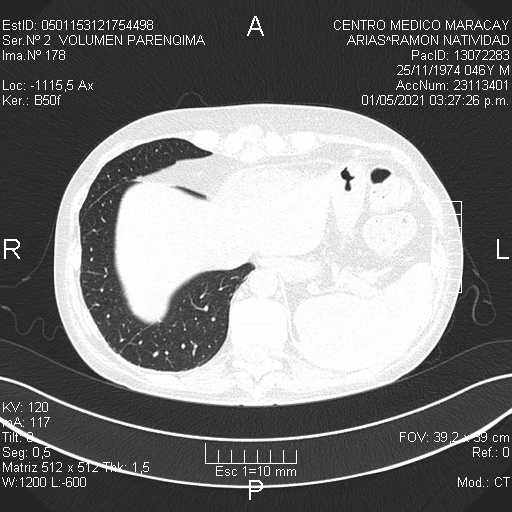 EstID: 0501153121754498
Ser.Nº 2 VOLUMEN PARENQIMA
Ima.Nº 178
Loc: -1115,5 Ax
Ker.: B50f
A
CENTRO MEDICO MARACAY
ARIAS^RAMON NATIVIDAD
PacID: 13072283
25/11/1974 046Y M
AccNum: 23113401
01/05/2021 03:27:26 p.m.
R
L
KV: 120
mA: 117
Tilt: 0
Seg: 0,5
Matriz 512 x 512 Thk: 1,5
W:1200 L:-600
Esc 1=10 mm
P
FOV: 39,2 x 39 cm
Ref.: 0
Mod.: CT